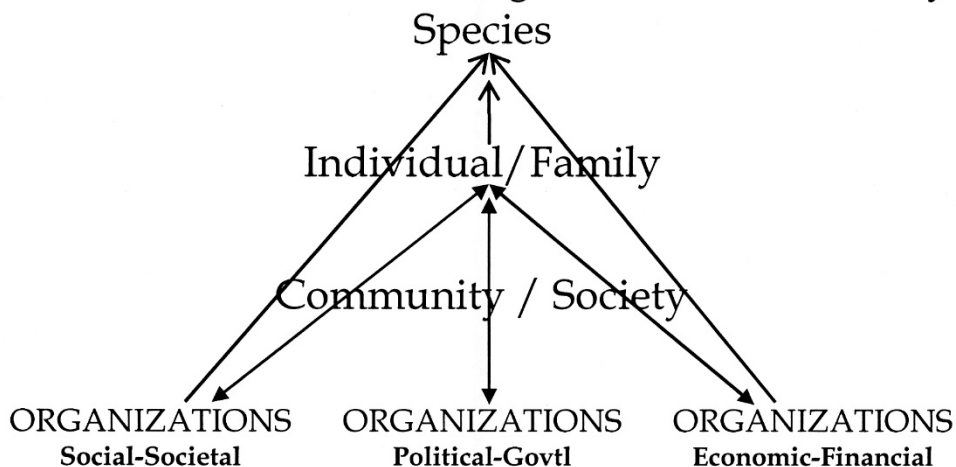 Species
Individual/Family
Community / Society
ORGANIZATIONS ORGANIZATIONS ORGANIZATIONS
Social-Societal Political-Govtl Economic-Financial